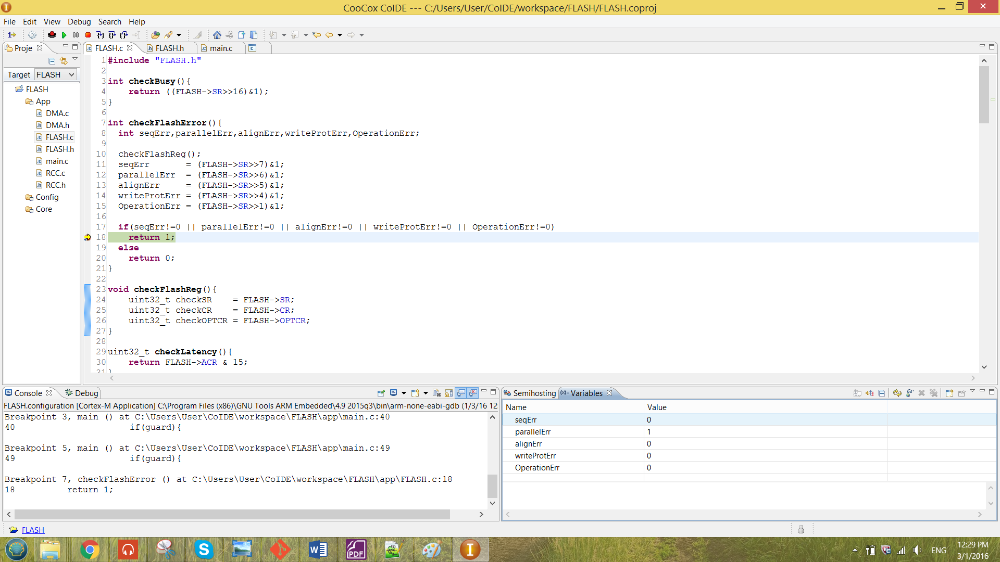 CooCox CoIDE --- C:/Users/User/CoIDE/workspace/FLASH/FLASH.coproj
File Edit View Debug Search Help
Proje
Target FLASH
FLASH
App
DMA.c
DMA.h
FLASH.c
FLASH.h
main.c
RCC.c
RCC.h
Config
Core
FLASH.c FLASH.h main.c
1 #include "FLASH.h"
2
3 int checkBusy(){
4 return ((FLASH->SR>>16)&1);
5 }
6
7 int checkFlashError(){
8 int seqErr,parallelErr,alignErr,writeProtErr,OperationErr;
9
10 checkFlashReg();
11 seqErr = (FLASH->SR>>7)&1;
12 parallelErr = (FLASH->SR>>6)&1;
13 alignErr = (FLASH->SR>>5)&1;
14 writeProtErr = (FLASH->SR>>4)&1;
15 OperationErr = (FLASH->SR>>1)&1;
16
17 if(seqErr!=0 || parallelErr!=0 || alignErr!=0 || writeProtErr!=0 || OperationErr!=0)
18 return 1;
19 else
20 return 0;
21 }
22
23 void checkFlashReg(){
24 uint32_t checkSR = FLASH->SR;
25 uint32_t checkCR = FLASH->CR;
26 uint32_t checkOPTCR = FLASH->OPTCR;
27 }
28
29 uint32_t checkLatency(){
30 return FLASH->ACR & 15;
31 }
Console Debug
FLASH.configuration [Cortex-M Application] C:\Program Files (x86)\GNU Tools ARM Embedded\4.9 2015q3\bin\arm-none-eabi-gdb (1/3/16 12
Breakpoint 3, main () at C:\Users\User\CoIDE\workspace\FLASH\app\main.c:40
40 if(guard){
Breakpoint 5, main () at C:\Users\User\CoIDE\workspace\FLASH\app\main.c:49
49 if(guard){
Breakpoint 7, checkFlashError () at C:\Users\User\CoIDE\workspace\FLASH\app\FLASH.c:18
18 return 1;
Semihosting (x)= Variables
Name Value
seqErr 0
parallelErr 1
alignErr 0
writeProtErr 0
OperationErr 0
FLASH
PDF
ENG
12:29 PM
3/1/2016